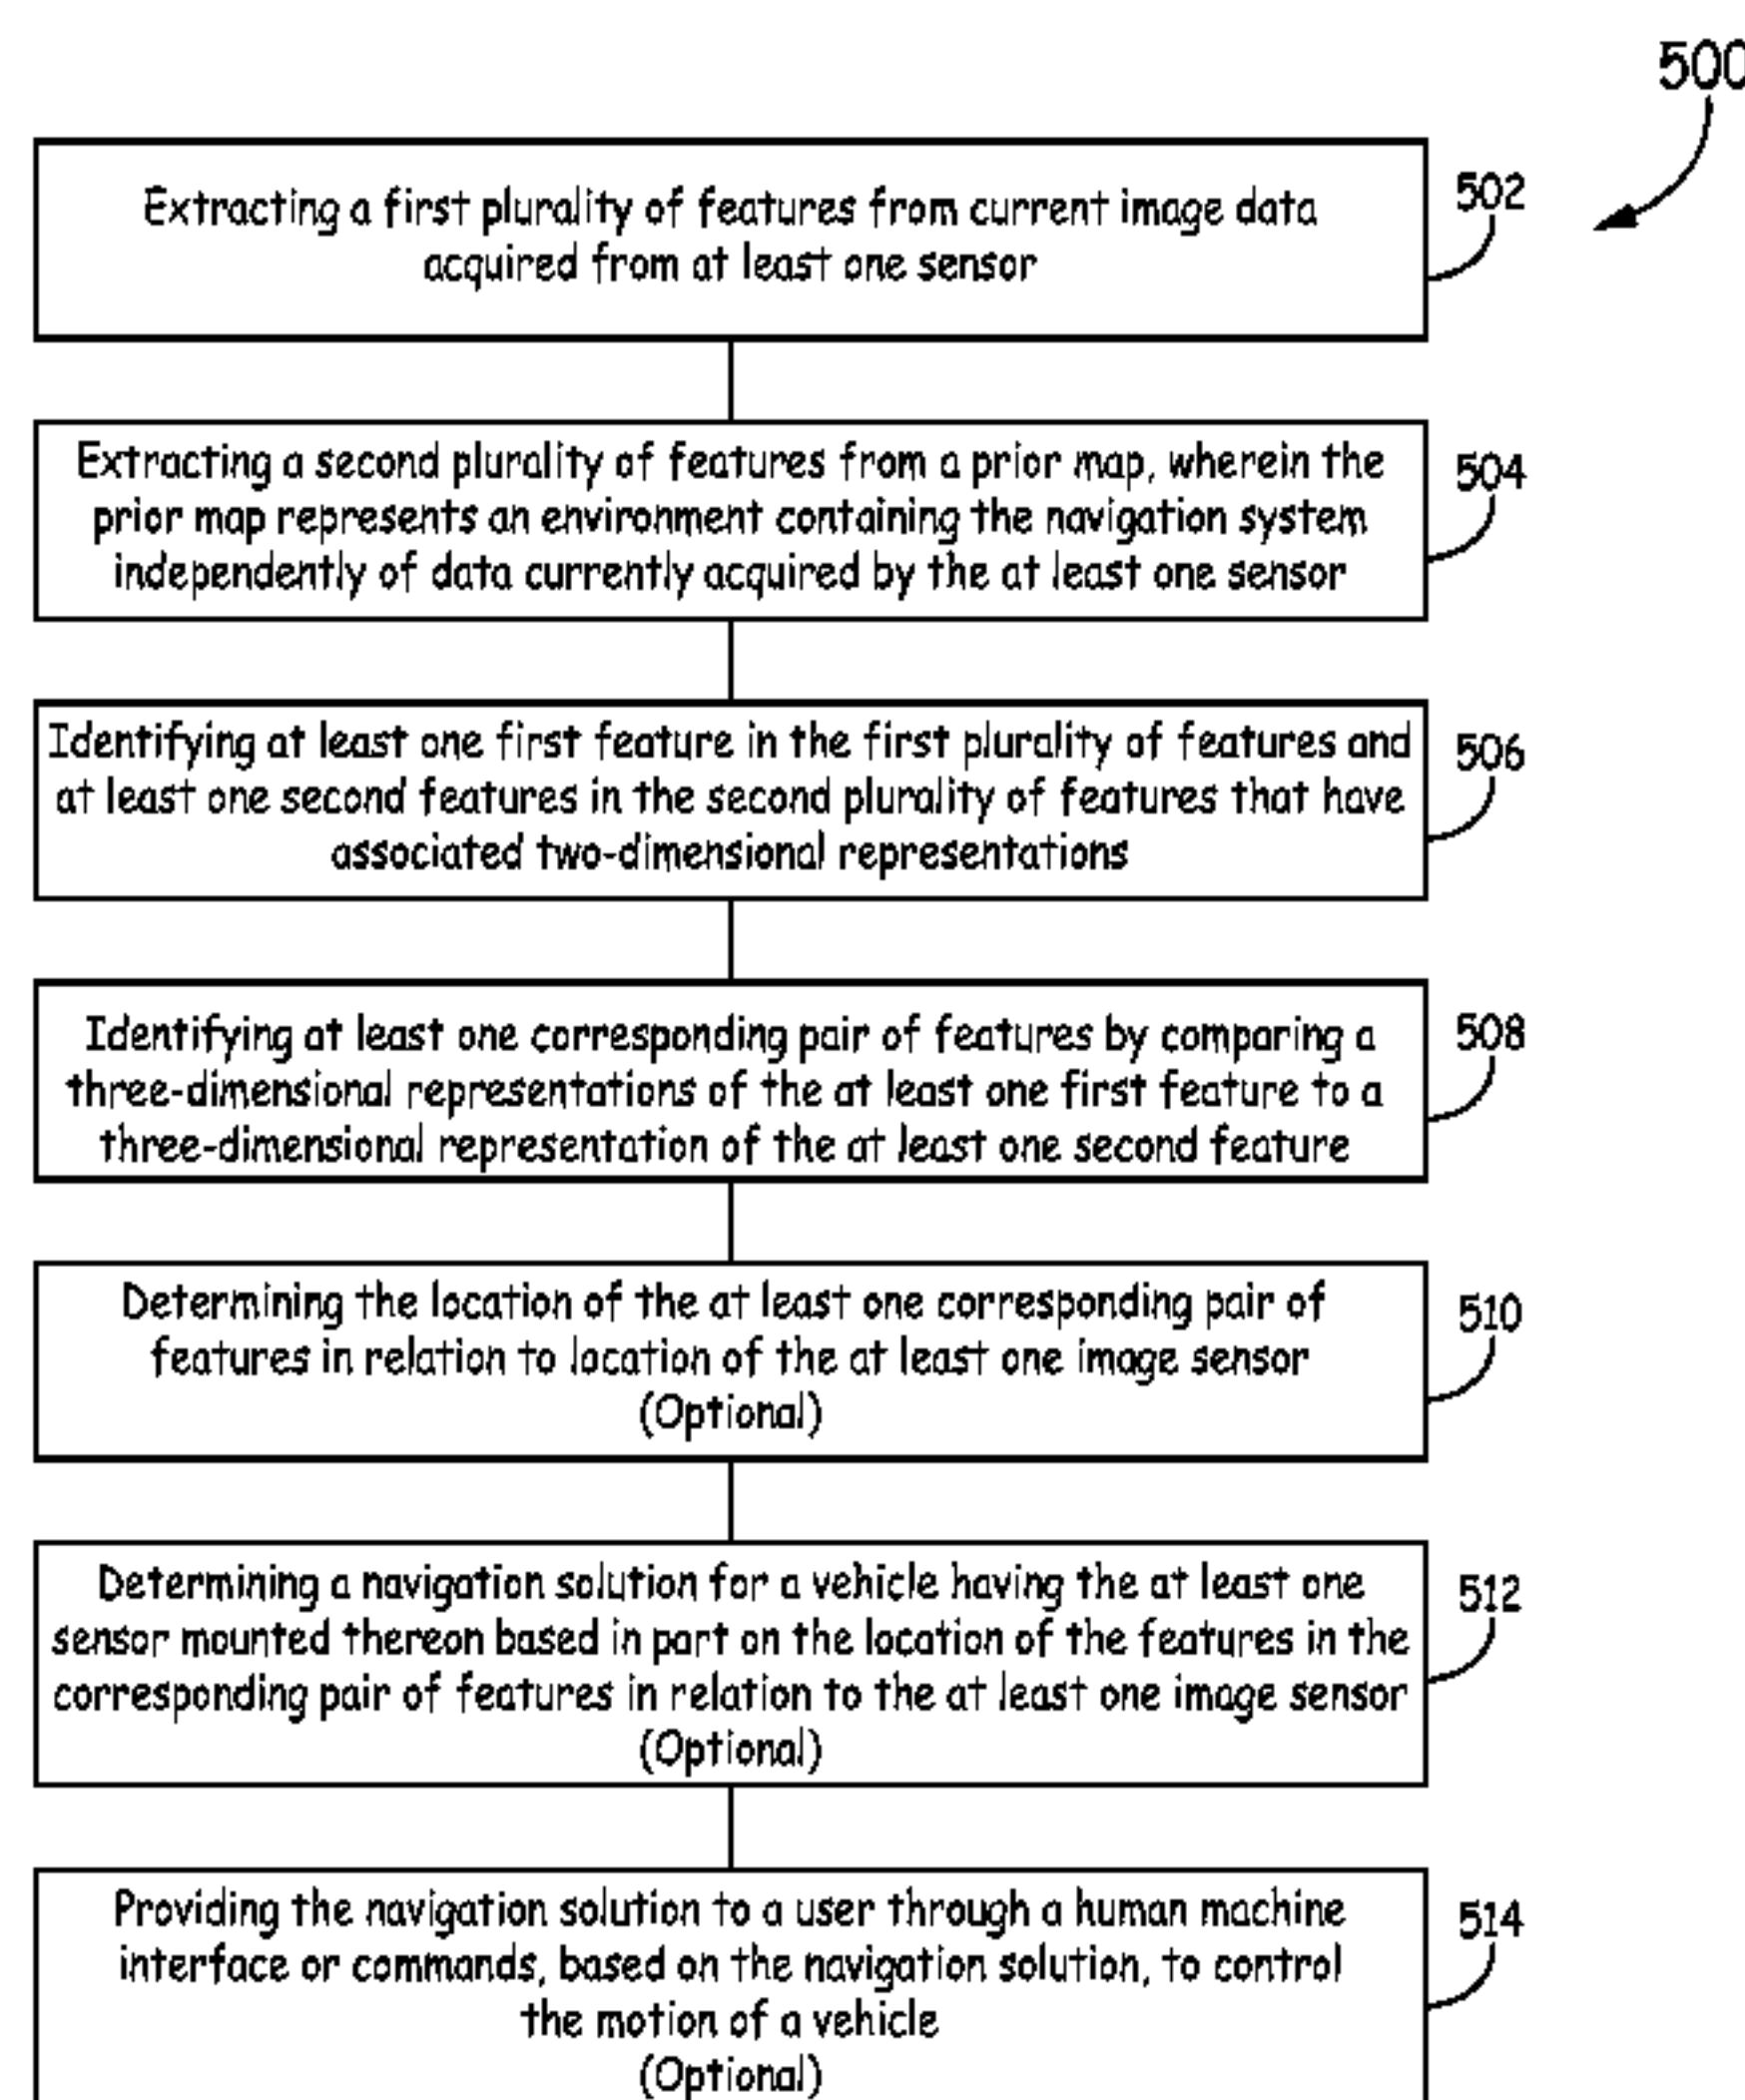 500
Extracting a first plurality of features from current image data
acquired from at least one sensor
502
Extracting a second plurality of features from a prior map, wherein the
prior map represents an environment containing the navigation system
independently of data currently acquired by the at least one sensor
504
Identifying at least one first feature in the first plurality of features and
at least one second features in the second plurality of features that have
associated two-dimensional representations
506
Identifying at least one corresponding pair of features by comparing a
three-dimensional representations of the at least one first feature to a
three-dimensional representation of the at least one second feature
508
Determining the location of the at least one corresponding pair of
features in relation to location of the at least one image sensor
(Optional)
510
Determining a navigation solution for a vehicle having the at least one
sensor mounted thereon based in part on the location of the features in the
corresponding pair of features in relation to the at least one image sensor
(Optional)
512
Providing the navigation solution to a user through a human machine
interface or commands, based on the navigation solution, to control
the motion of a vehicle
(Optional)
514